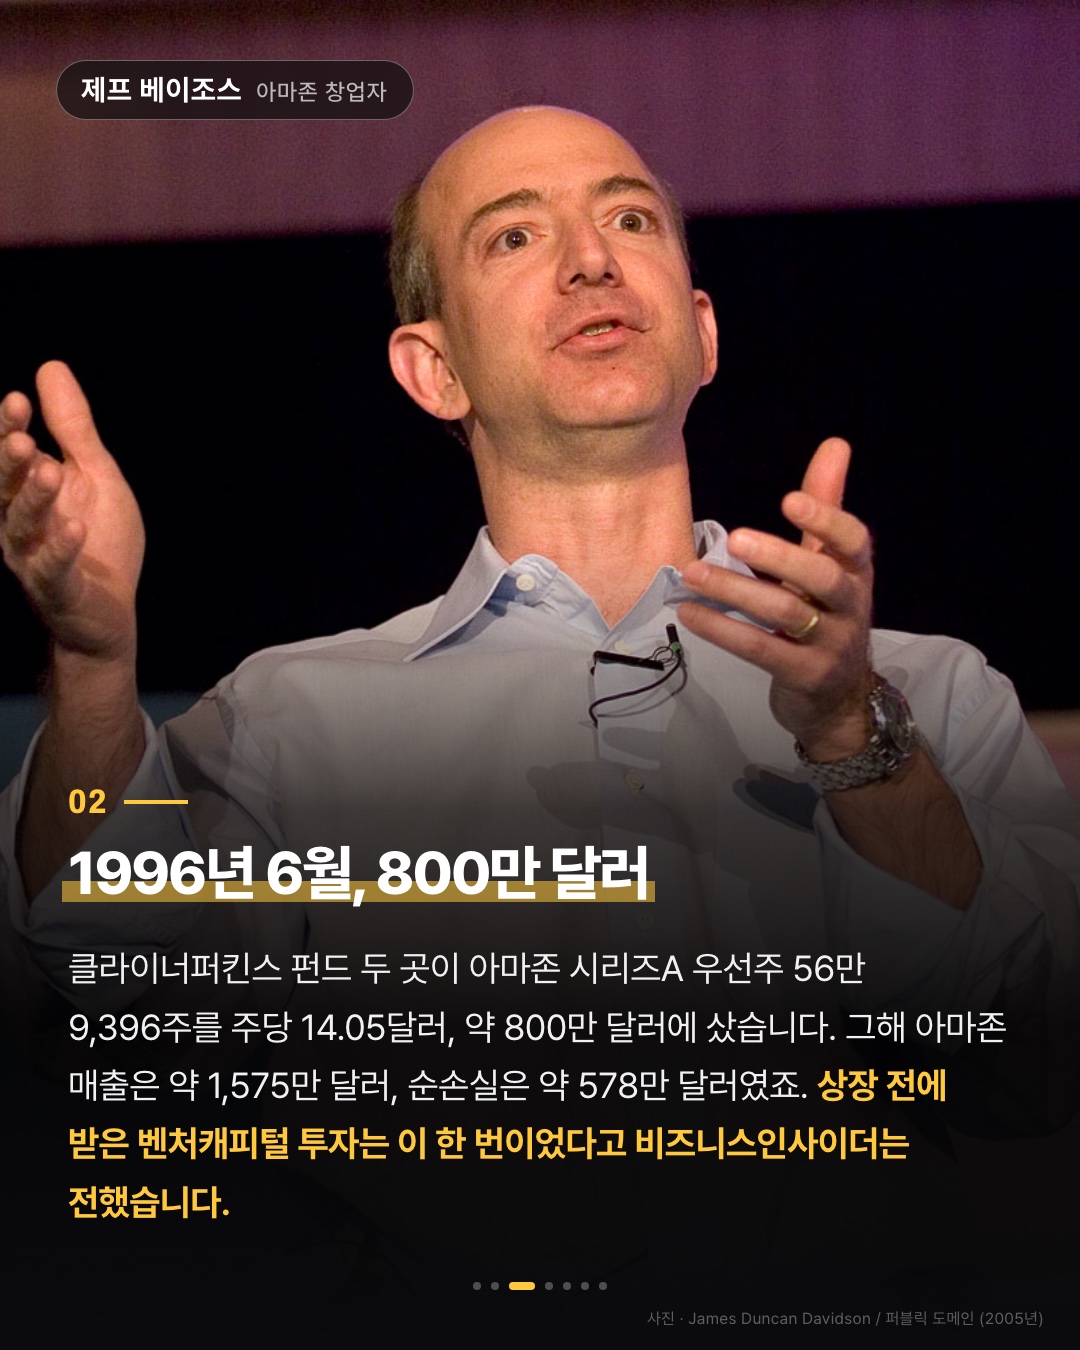 제프 베이조스 아마존 창업자
02
1996년 6월, 800만 달러
클라이너퍼킨스 펀드 두 곳이 아마존 시리즈A 우선주 56만
9,396주를 주당 14.05달러, 약 800만 달러에 샀습니다. 그해 아마존
매출은 약 1,575만 달러, 순손실은 약 578만 달러였죠. 상장 전에
받은 벤처캐피털 투자는 이 한 번이었다고 비즈니스인사이더는
전했습니다.
사진 · James Duncan Davidson / 퍼블릭 도메인 (2005년)